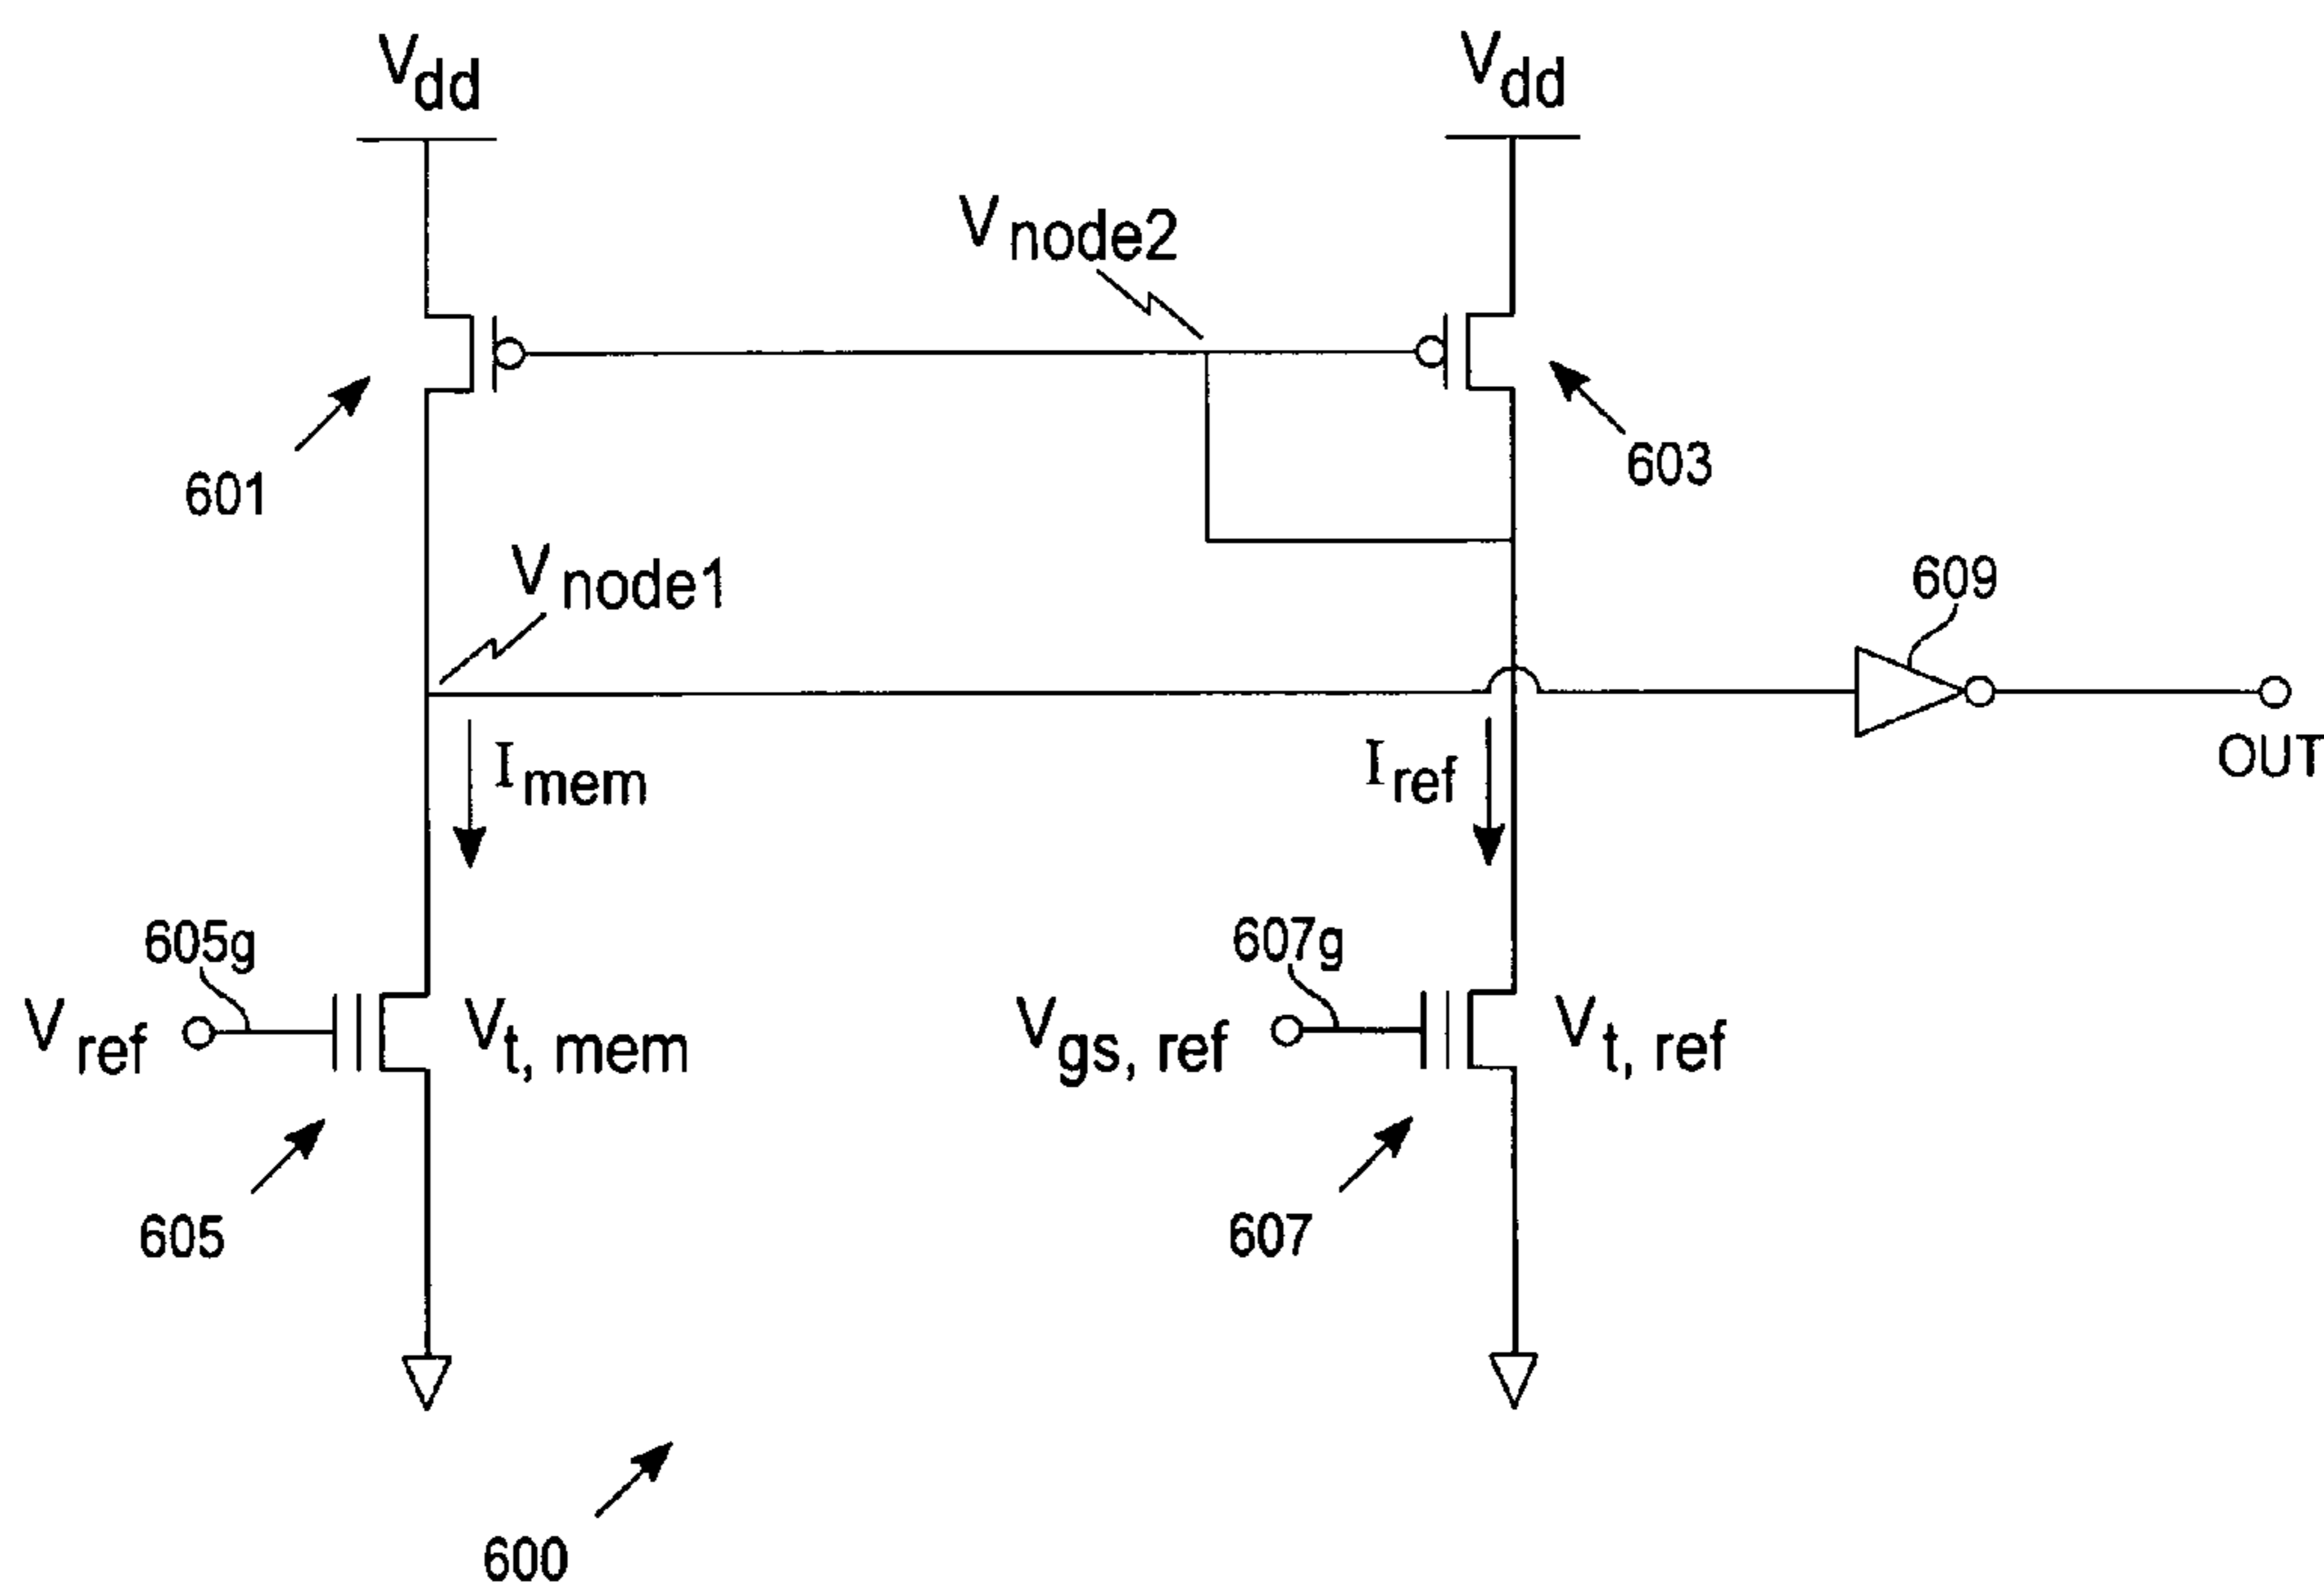 Vdd
Vdd
Vnode2
601
603
Vnode1
609
Imem
Iref
OUT
605g
607g
Vref
Vt, mem
Vgs, ref
Vt, ref
605
607
600